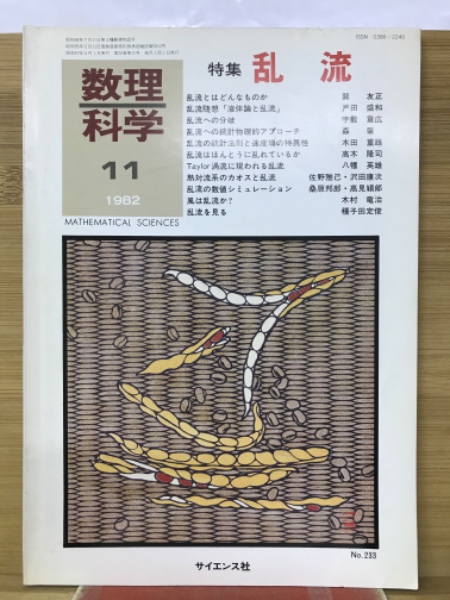 ISSN 0386-2240
数理
科学
11
1982
MATHEMATICAL SCIENCES
特集 乱流
乱流とはどんなものか 巽 友正
乱流随想「液体論と乱流」 戸田 盛和
乱流への分岐 宇敷 重広
乱流への統計物理的アプローチ 森 肇
乱流の統計法則と速度場の特異性 木田 重雄
乱流はほんとうに乱れているか 高木 隆司
Taylor渦流に現われる乱流 八幡 英雄
熱対流系のカオスと乱流 佐野雅己・沢田康次
乱流の数値シミュレーション 桑原邦郎・高見穎郎
風は乱流か? 木村 竜治
乱流を見る 種子田定俊
No.233
サイエンス社